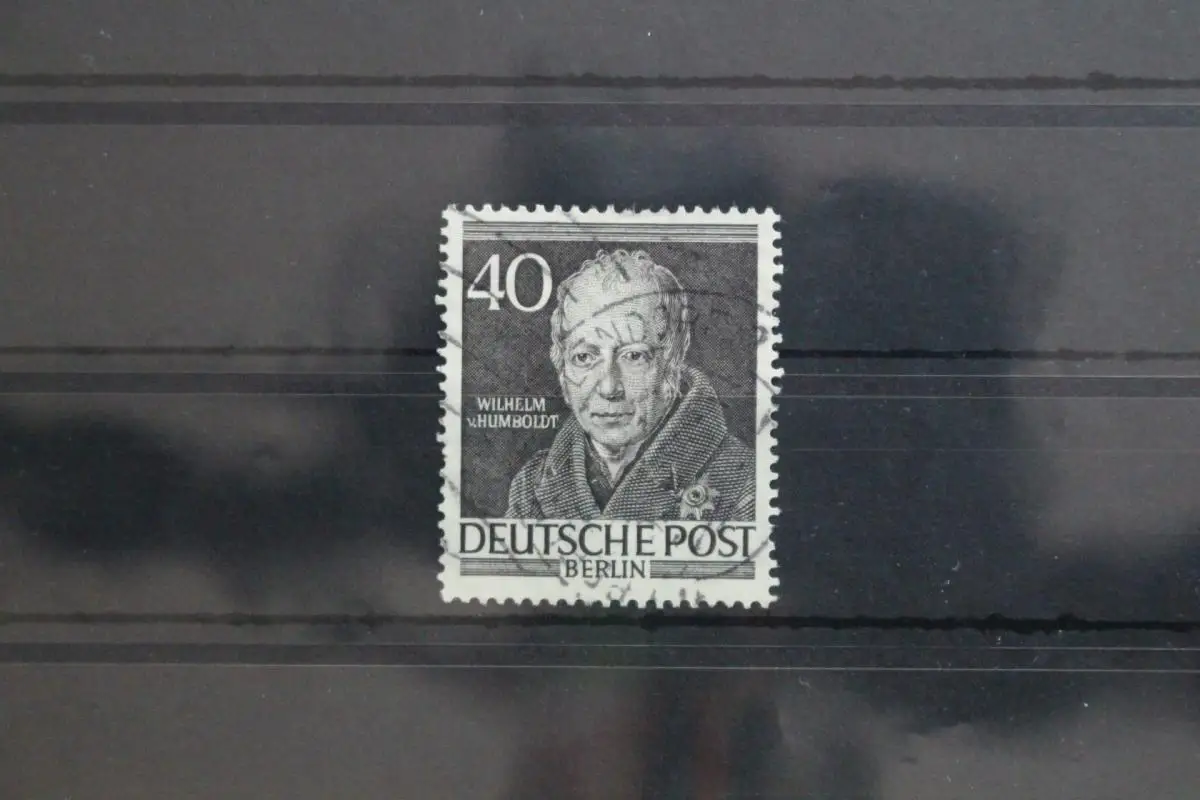 40
WILHELM
v. HUMBOLDT
DEUTSCHE POST
BERLIN